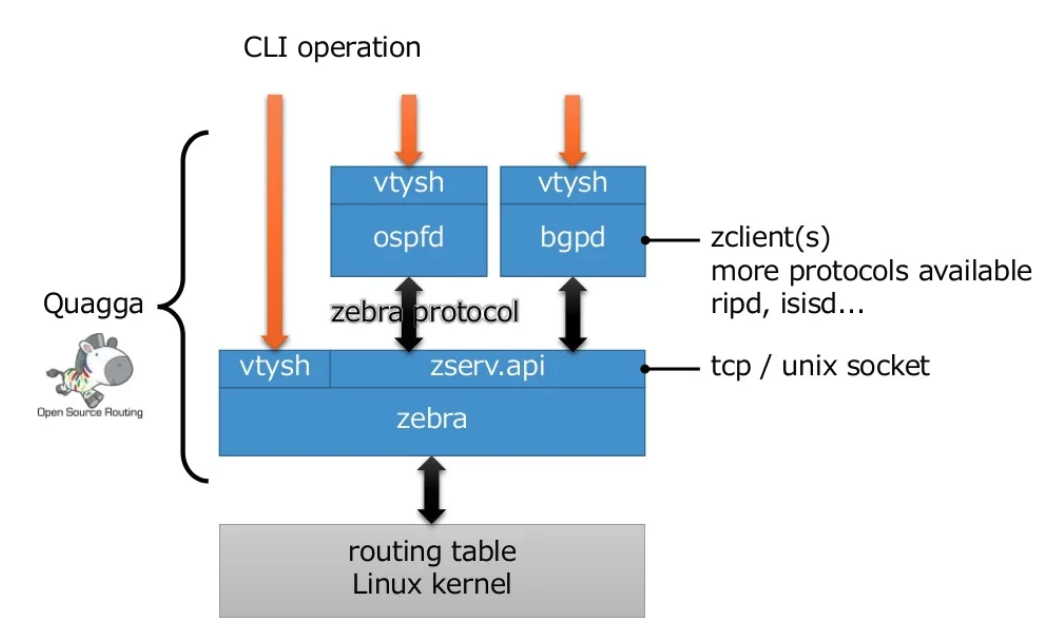 CLI operation
vtysh
vtysh
ospfd
bgpd
zclient(s)
more protocols available
ripd, isisd...
Quagga
zebra protocol
Open Source Routing
vtysh
zserv.api
tcp / unix socket
zebra
routing table
Linux kernel